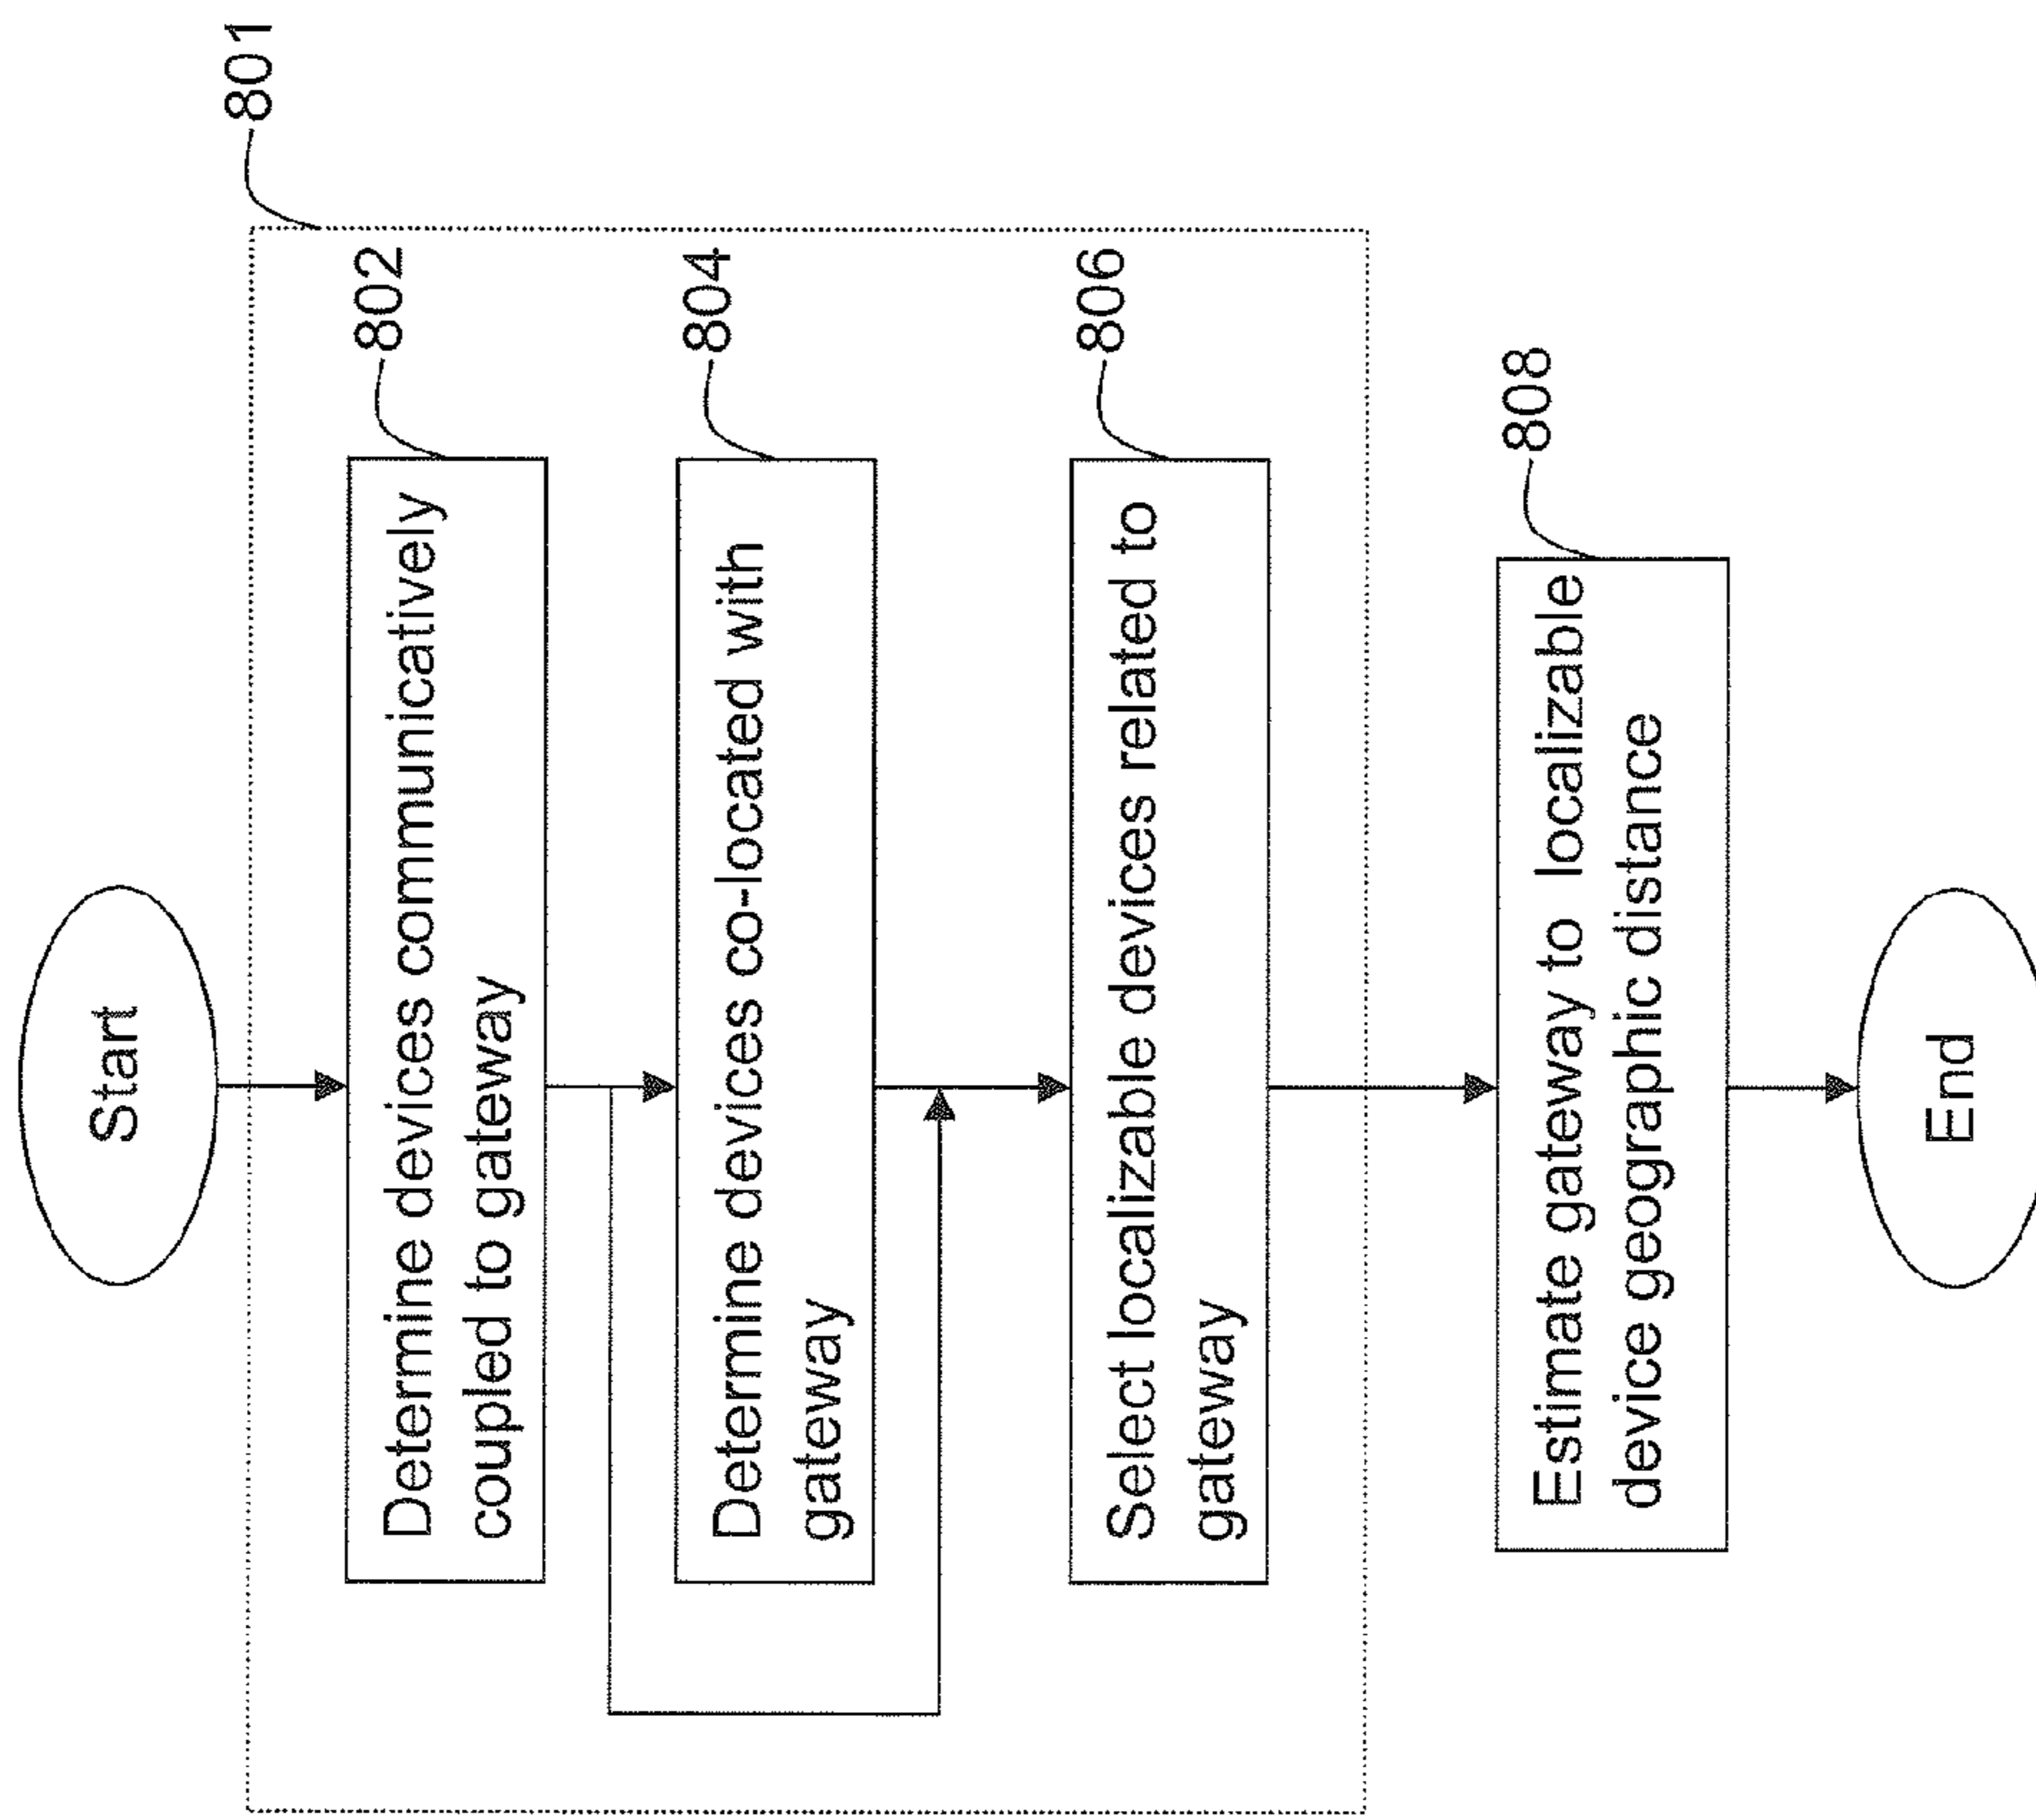 Start
801
802
Determine devices communicatively
coupled to gateway
804
Determine devices co-located with
gateway
806
Select localizable devices related to
gateway
808
Estimate gateway to localizable
device geographic distance
End